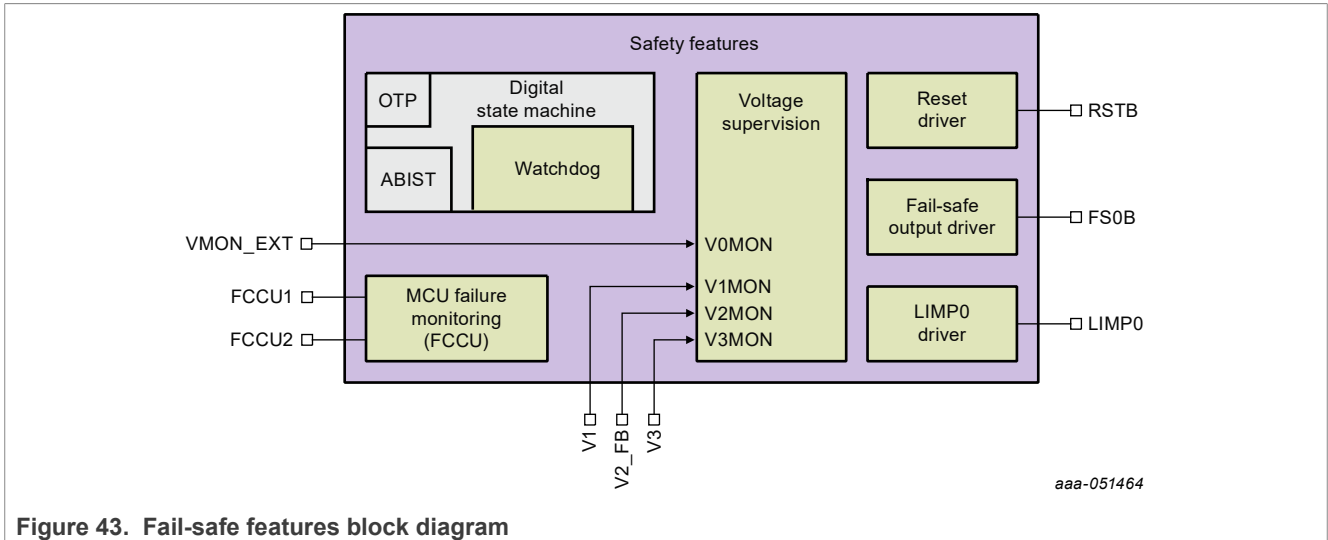 Safety features
OTP
Digital
state machine
ABIST
Watchdog
Voltage
supervision
V0MON
V1MON
V2MON
V3MON
Reset
driver
RSTB
Fail-safe
output driver
FS0B
LIMP0
driver
LIMP0
VMON_EXT
FCCU1
FCCU2
MCU failure
monitoring
(FCCU)
V1
V2_FB
V3
aaa-051464
Figure 43. Fail-safe features block diagram